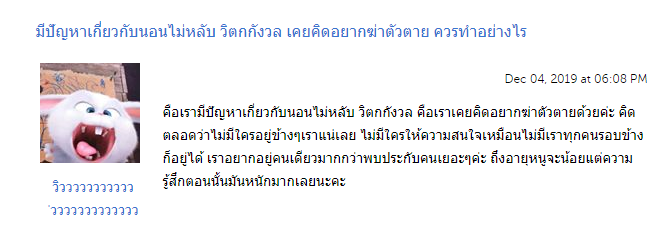 มีปัญหาเกี่ยวกับนอนไม่หลับ วิตกกังวล เคยคิดอยากฆ่าตัวตาย ควรทำอย่างไร
Dec 04, 2019 at 06:08 PM
คือเรามีปัญหาเกี่ยวกับนอนไม่หลับ วิตกกังวล คือเราเคยคิดอยากฆ่าตัวตายด้วยค่ะ คิด
ตลอดว่าไม่มีใครอยู่ข้างๆเราแน่เลย ไม่มีใครให้ความสนใจเหมือนไม่มีเราทุกคนรอบข้าง
ก็อยู่ได้ เราอยากอยู่คนเดียวมากกว่าพบประกับคนเยอะๆค่ะ ถึงอายุหนูจะน้อยแต่ความ
รู้สึกตอนนั้นมันหนักมากเลยนะคะ
วิววววววววววว
ววววววววววววว